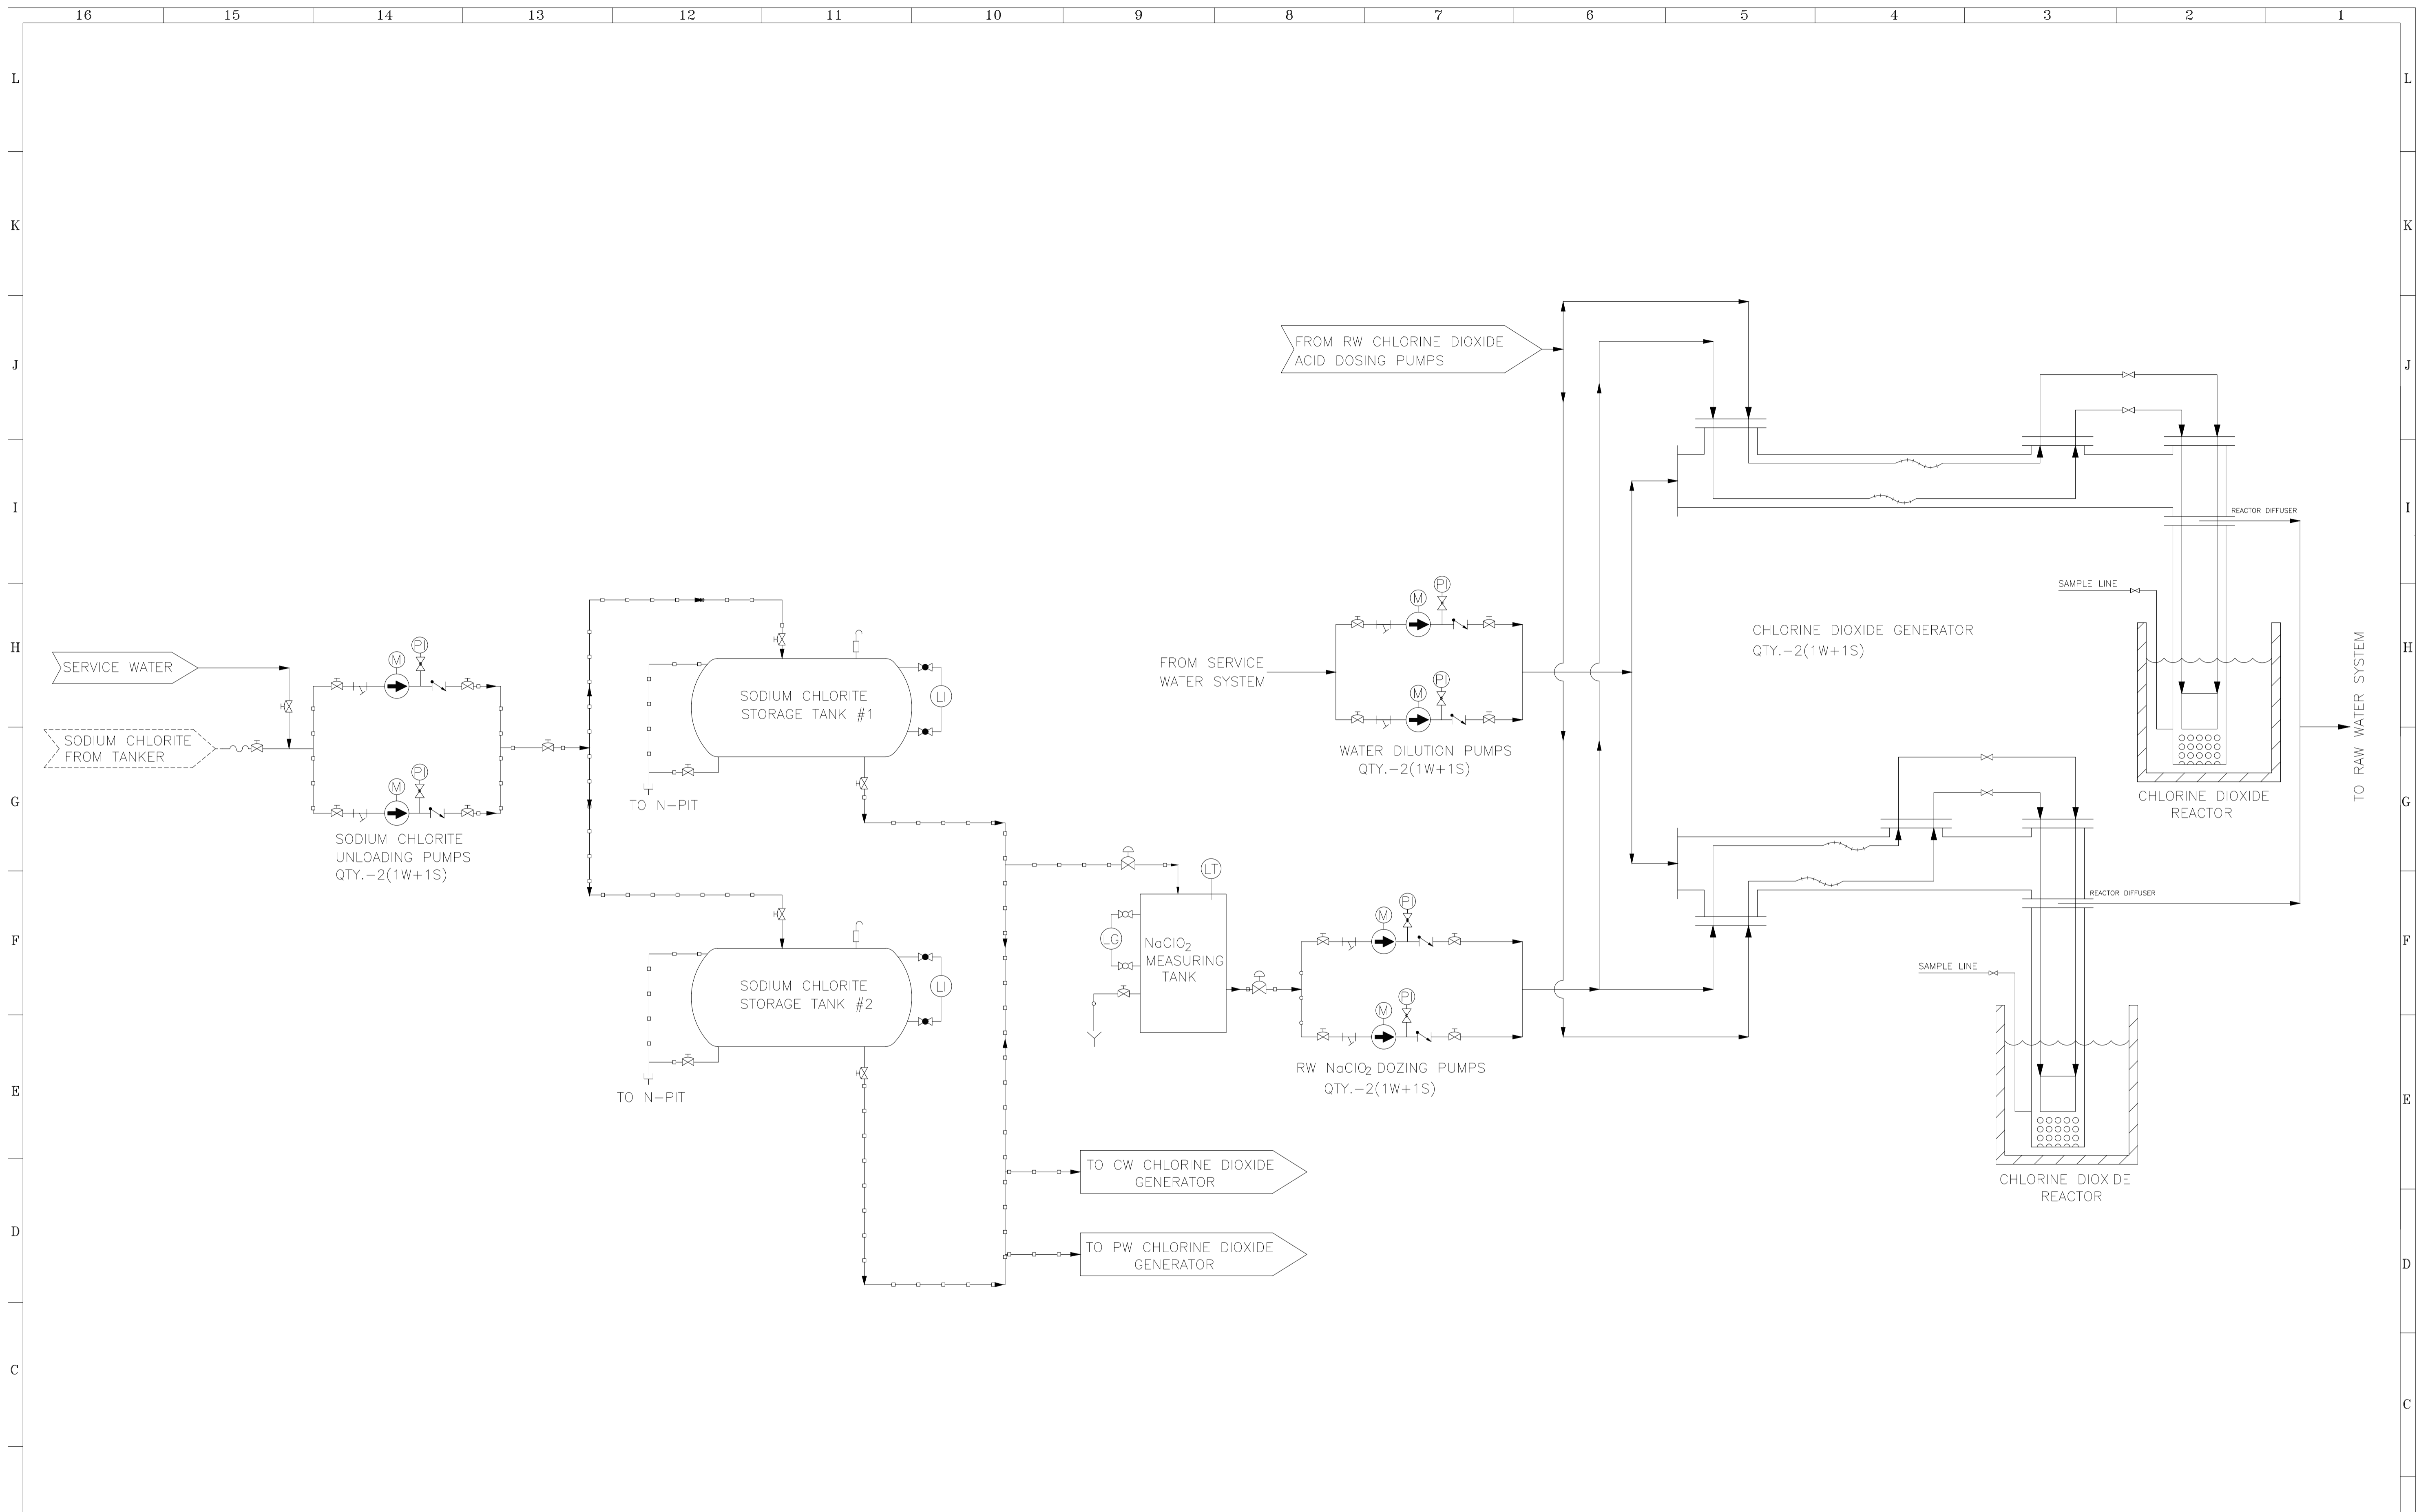 16 15 14 13 12 11 10 9 8 7 6 5 4 3 2 1
L
L
K
K
J
J
I
I
H
H
G
G
F
F
E
E
D
D
C
C
FROM RW CHLORINE DIOXIDE
ACID DOSING PUMPS
REACTOR DIFFUSER
SAMPLE LINE
CHLORINE DIOXIDE GENERATOR
QTY.-2(1W+1S)
TO RAW WATER SYSTEM
CHLORINE DIOXIDE
REACTOR
SERVICE WATER
SODIUM CHLORITE
FROM TANKER
M
PI
M
PI
SODIUM CHLORITE
UNLOADING PUMPS
QTY.-2(1W+1S)
SODIUM CHLORITE
STORAGE TANK #1
LI
TO N-PIT
SODIUM CHLORITE
STORAGE TANK #2
LI
TO N-PIT
FROM SERVICE
WATER SYSTEM
M
PI
M
PI
WATER DILUTION PUMPS
QTY.-2(1W+1S)
LT
LG
NaClO2
MEASURING
TANK
M
PI
M
PI
RW NaClO2 DOZING PUMPS
QTY.-2(1W+1S)
TO CW CHLORINE DIOXIDE
GENERATOR
TO PW CHLORINE DIOXIDE
GENERATOR
REACTOR DIFFUSER
SAMPLE LINE
CHLORINE DIOXIDE
REACTOR